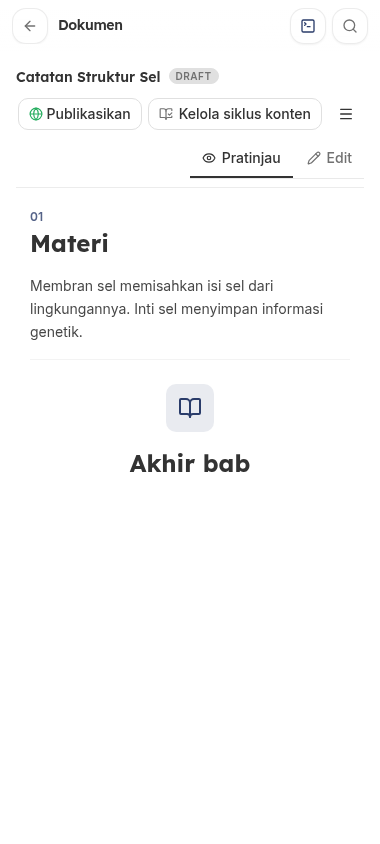 Dokumen
Catatan Struktur Sel DRAFT
Publikasikan Kelola siklus konten
Pratinjau Edit
01
Materi
Membran sel memisahkan isi sel dari
lingkungannya. Inti sel menyimpan informasi
genetik.
Akhir bab